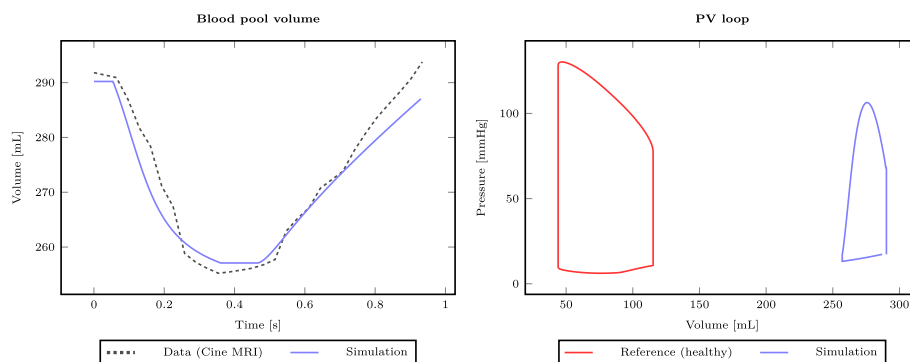 Blood pool volume
PV loop
290
280
270
260
Volume [mL]
0
0.2
0.4
0.6
0.8
1
Time [s]
Data (Cine MRI)
Simulation
100
50
0
Pressure [mmHg]
50
100
150
200
250
300
Volume [mL]
Reference (healthy)
Simulation